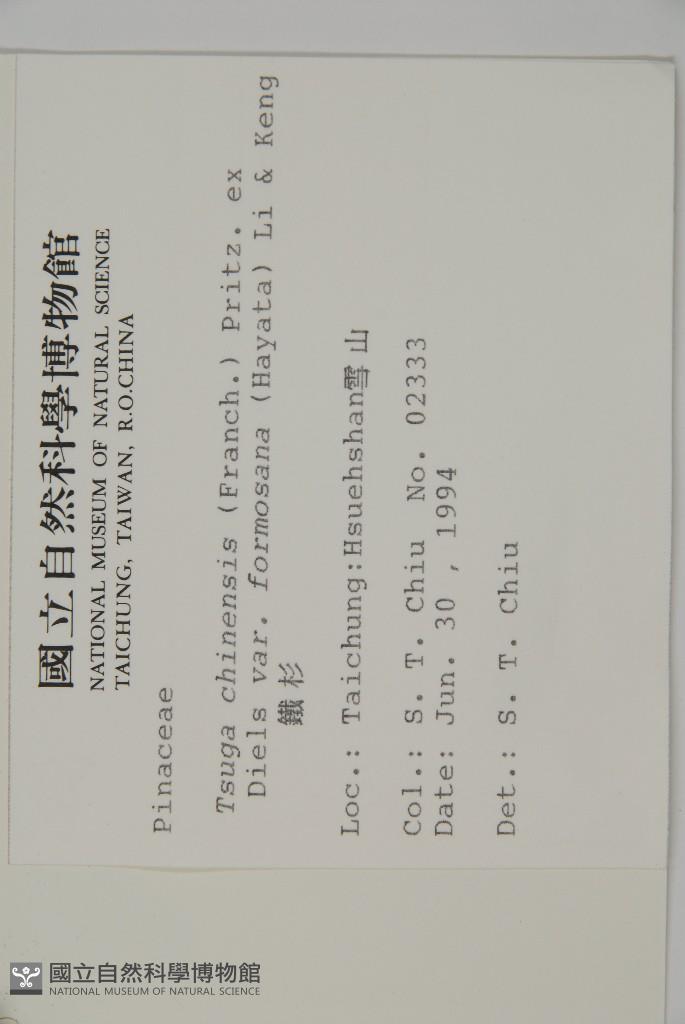 國立自然科學博物館
NATIONAL MUSEUM OF NATURAL SCIENCE
TAICHUNG, TAIWAN, R.O.CHINA
Pinaceae
Tsuga chinensis (Franch.) Pritz. ex
Diels var. formosana (Hayata) Li & Keng
鐵杉
Loc.: Taichung:Hsuehshan雪山
Col.: S. T. Chiu No. 02333
Date: Jun. 30 , 1994
Det.: S. T. Chiu
國立自然科學博物館
NATIONAL MUSEUM OF NATURAL SCIENCE